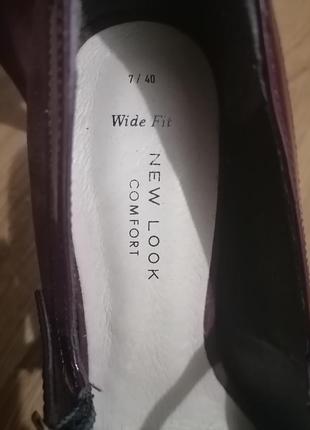 7 / 40
Wide Fit
NEW LOOK
COMFORT